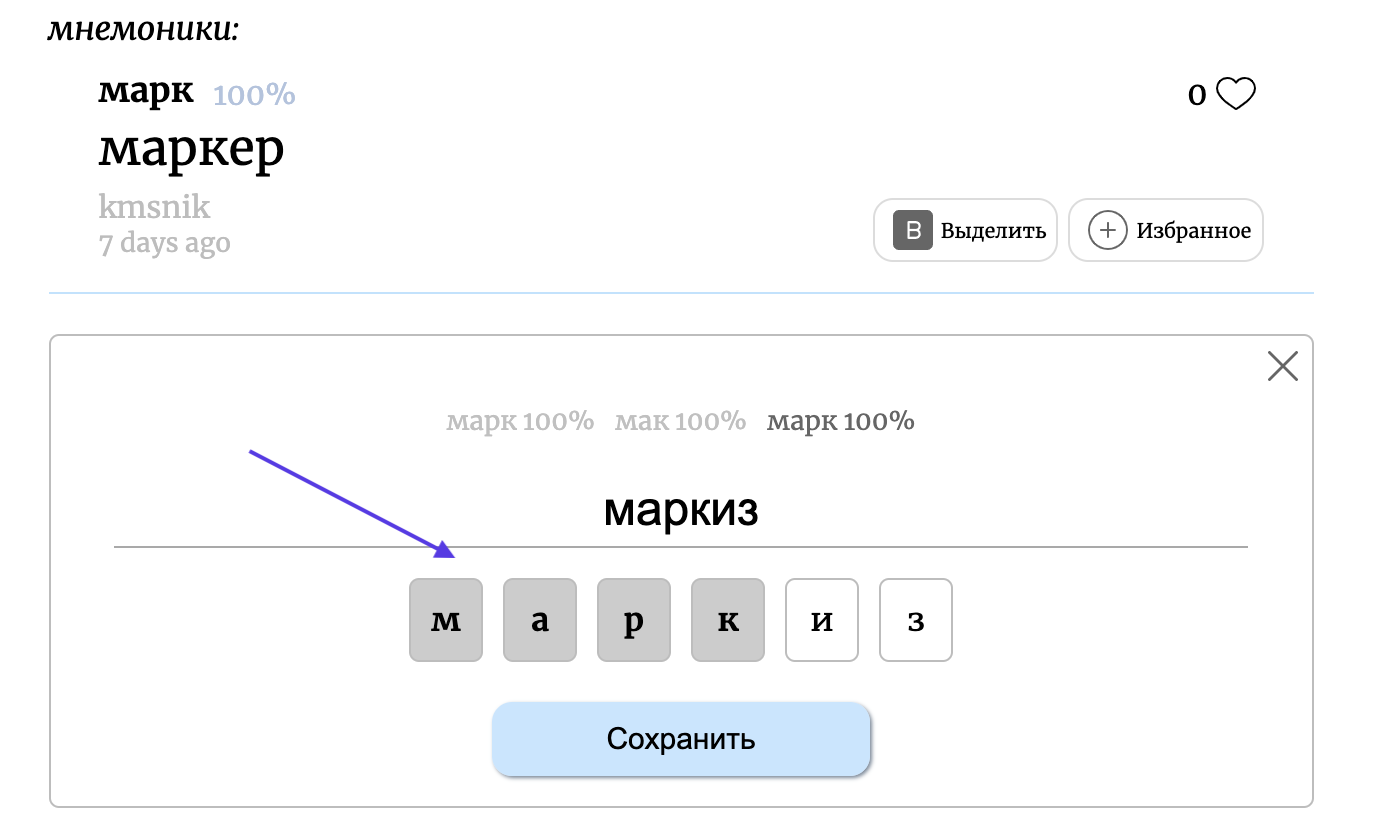 мнемоники:
марк 100%
0
маркер
kmsnik
7 days ago
B Выделить
+ Избранное
марк 100% мак 100% марк 100%
маркиз
м а р к и з
Сохранить